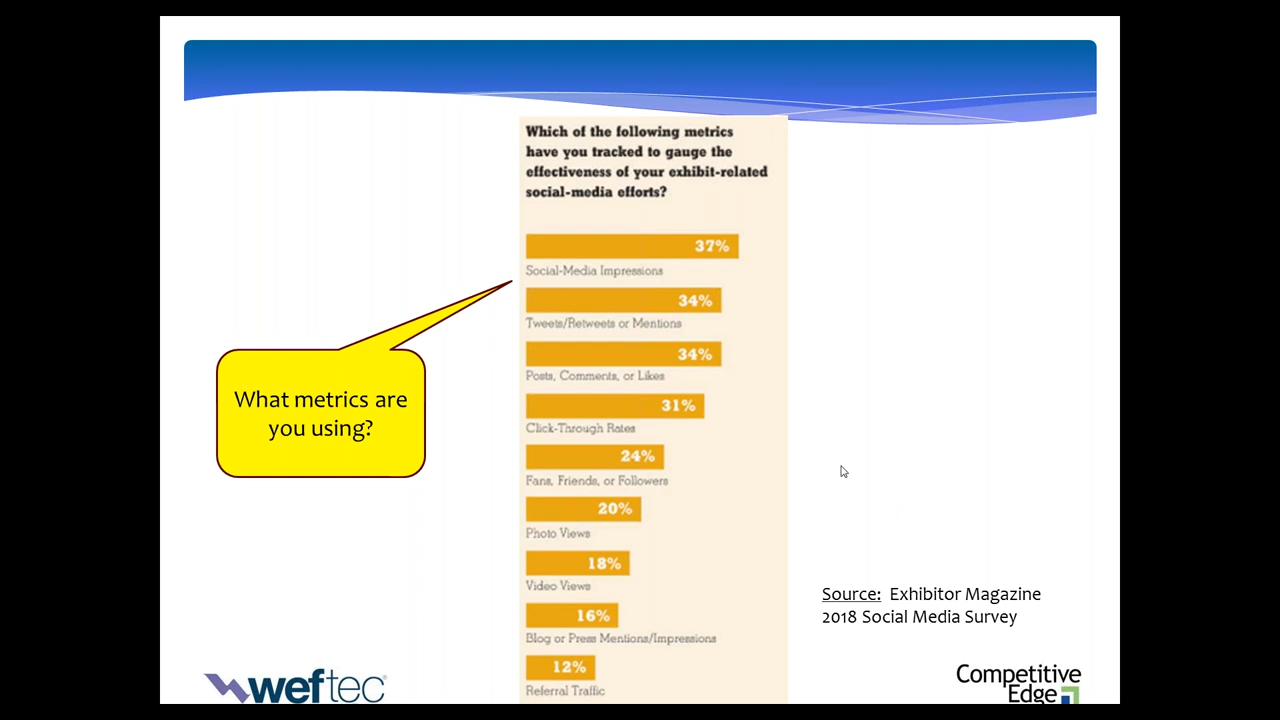 Which of the following metrics
have you tracked to gauge the
effectiveness of your exhibit-related
social-media efforts?
37%
Social-Media Impressions
34%
Tweets/Retweets or Mentions
34%
Posts, Comments, or Likes
31%
Click-Through Rates
24%
Fans, Friends, or Followers
20%
Photo Views
18%
Video Views
16%
Blog or Press Mentions/Impressions
12%
Referral Traffic
What metrics are
you using?
Source: Exhibitor Magazine
2018 Social Media Survey
weftec®
Competitive
Edge